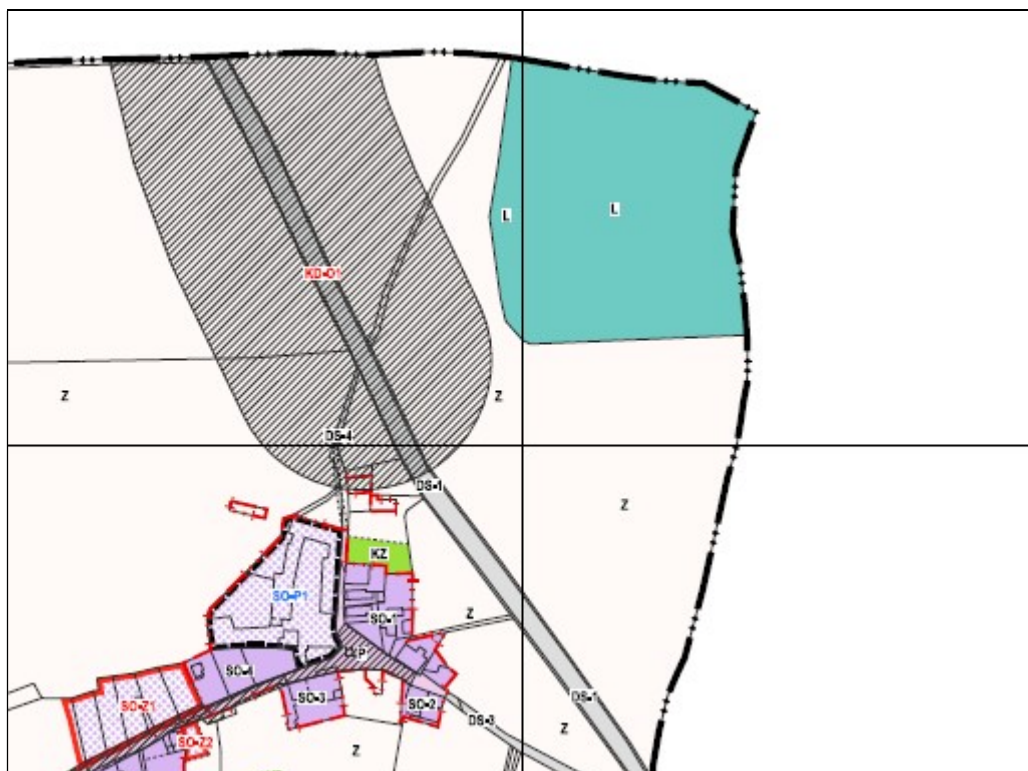 L
L
KD-O1
Z
Z
DS-4
DS-1
Z
KZ
SO-P1
SO-1
Z
SO-4
SO-3
SO-2
DS-1
SO-Z1
DS-3
Z
SO-Z2
Z